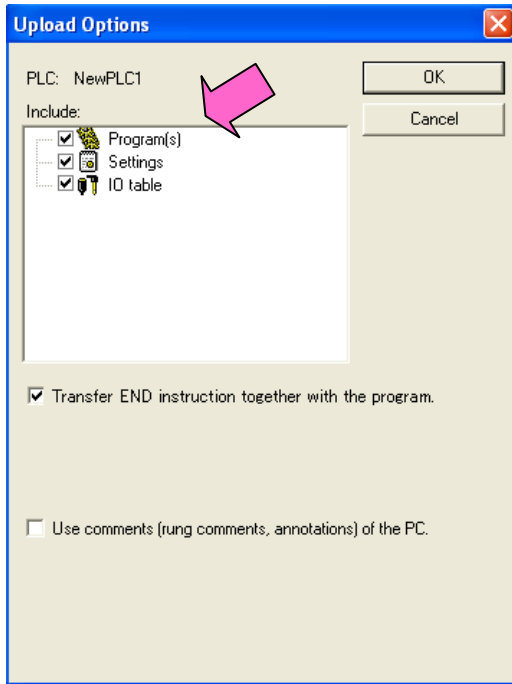 Upload Options
PLC: NewPLC1
OK
Include:
Cancel
Program(s)
Settings
IO table
Transfer END instruction together with the program.
Use comments (rung comments, annotations) of the PC.